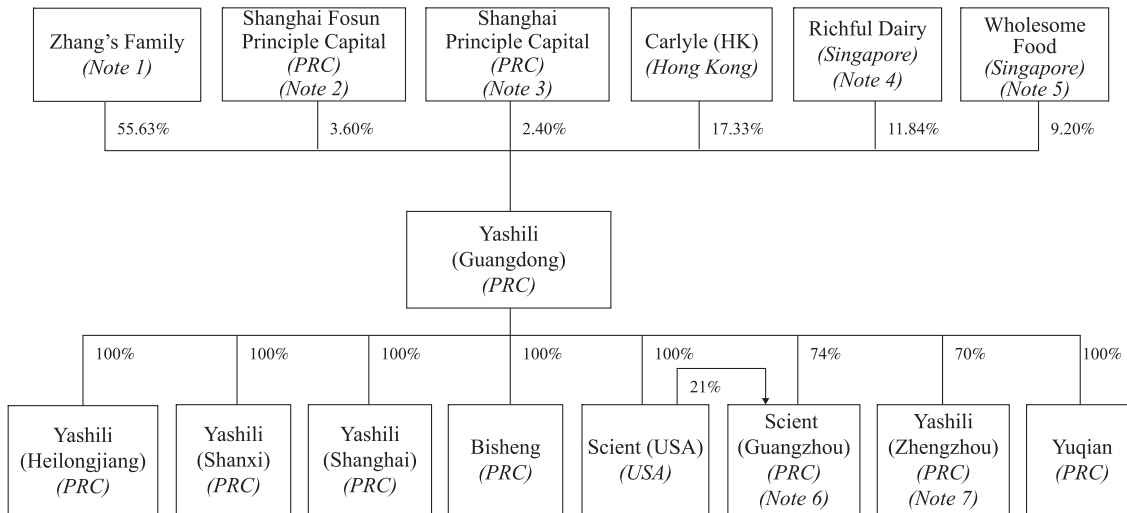 Zhang's Family
(Note 1)
Shanghai Fosun
Principle Capital
(PRC)
(Note 2)
Shanghai
Principle Capital
(PRC)
(Note 3)
Carlyle (HK)
(Hong Kong)
Richful Dairy
(Singapore)
(Note 4)
Wholesome
Food
(Singapore)
(Note 5)
55.63%
3.60%
2.40%
17.33%
11.84%
9.20%
Yashili
(Guangdong)
(PRC)
100%
100%
100%
100%
100%
74%
70%
100%
21%
Yashili
(Heilongjiang)
(PRC)
Yashili
(Shanxi)
(PRC)
Yashili
(Shanghai)
(PRC)
Bisheng
(PRC)
Scient (USA)
(USA)
Scient
(Guangzhou)
(PRC)
(Note 6)
Yashili
(Zhengzhou)
(PRC)
(Note 7)
Yuqian
(PRC)